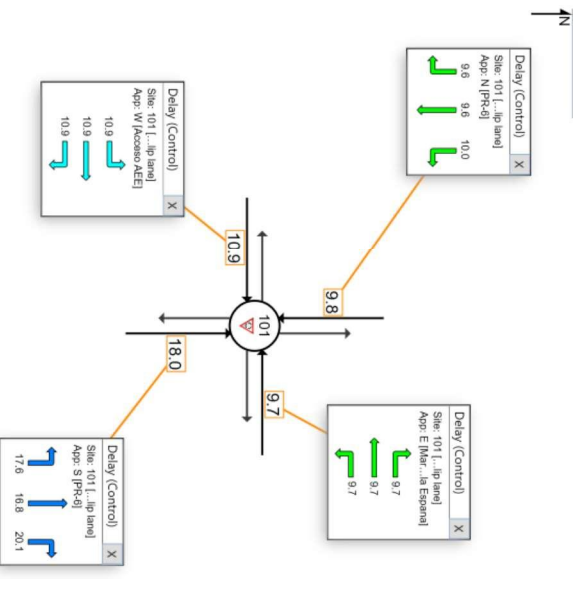 N
Delay (Control) X
Site: 101 [...lip lane]
App: N [PR-6]
9.6 9.6 10.0
Delay (Control) X
Site: 101 [...lip lane]
App: E [Mar...la Espana]
9.7
9.7
9.7
9.8
9.7
101
10.9
18.0
Delay (Control) X
Site: 101 [...lip lane]
App: W [Acceso AEE]
10.9
10.9
10.9
Delay (Control) X
Site: 101 [...lip lane]
App: S [PR-6]
17.6 16.8 20.1